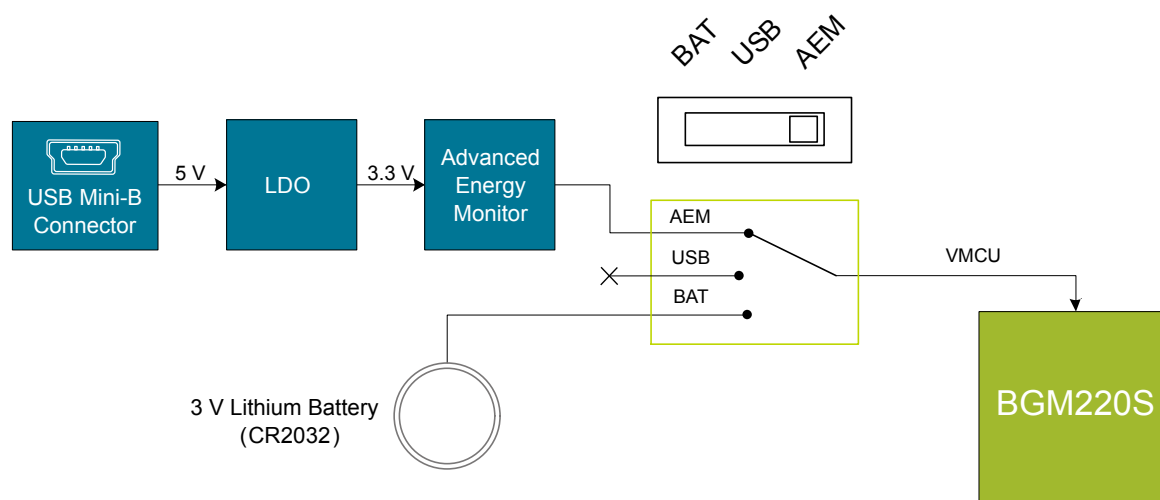 BAT
USB
AEM
USB Mini-B
Connector
5 V
LDO
3.3 V
Advanced
Energy
Monitor
AEM
USB
BAT
VMCU
3 V Lithium Battery
(CR2032)
BGM220S